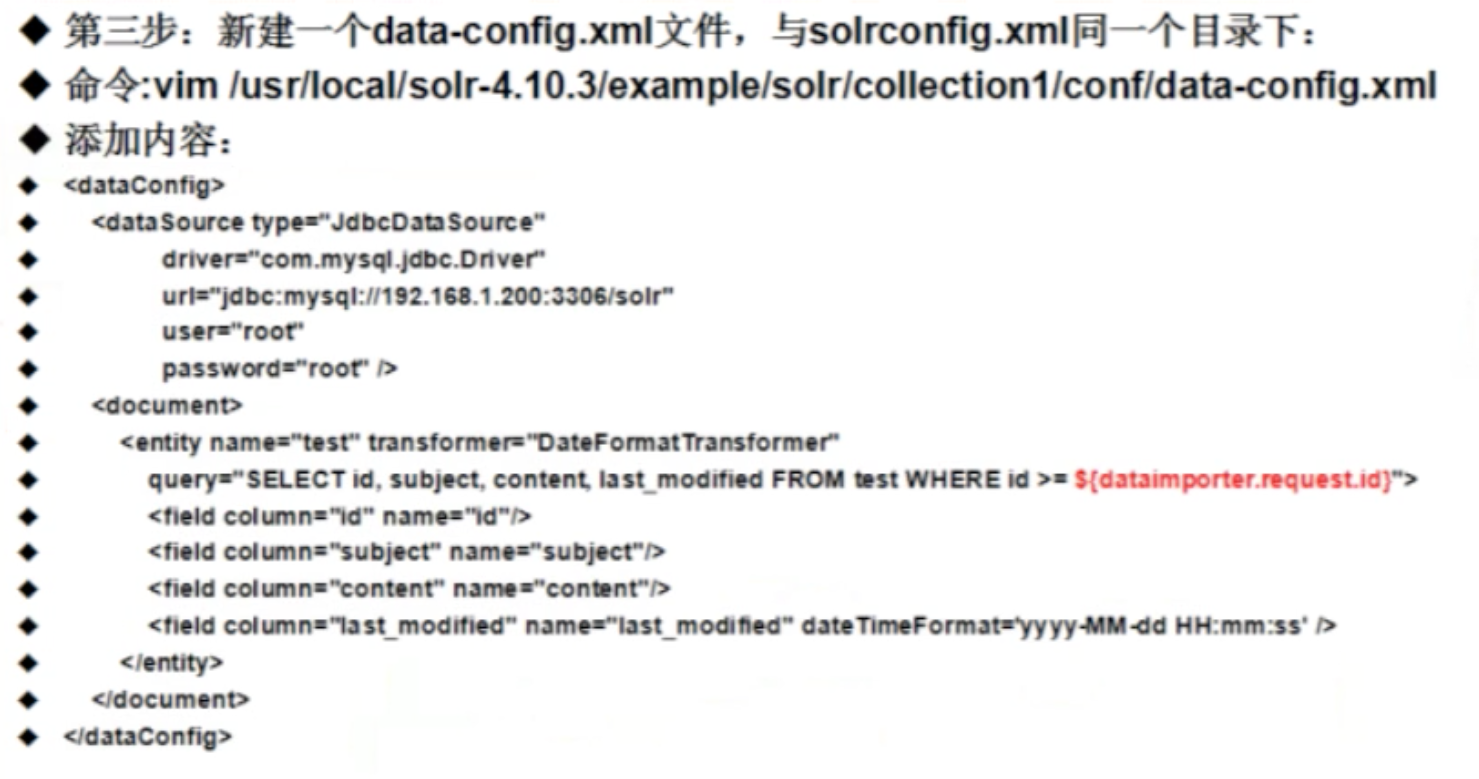 ◆ 第三步：新建一个data-config.xml文件，与solrconfig.xml同一个目录下：
◆ 命令:vim /usr/local/solr-4.10.3/example/solr/collection1/conf/data-config.xml
◆ 添加内容：
◆ <dataConfig>
◆ <dataSource type="JdbcDataSource"
◆ driver="com.mysql.jdbc.Driver"
◆ url="jdbc:mysql://192.168.1.200:3306/solr"
◆ user="root"
◆ password="root" />
◆ <document>
◆ <entity name="test" transformer="DateFormatTransformer"
◆ query="SELECT id, subject, content, last_modified FROM test WHERE id >= ${dataimporter.request.id}">
◆ <field column="id" name="id"/>
◆ <field column="subject" name="subject"/>
◆ <field column="content" name="content"/>
◆ <field column="last_modified" name="last_modified" dateTimeFormat='yyyy-MM-dd HH:mm:ss' />
◆ </entity>
◆ </document>
◆ </dataConfig>